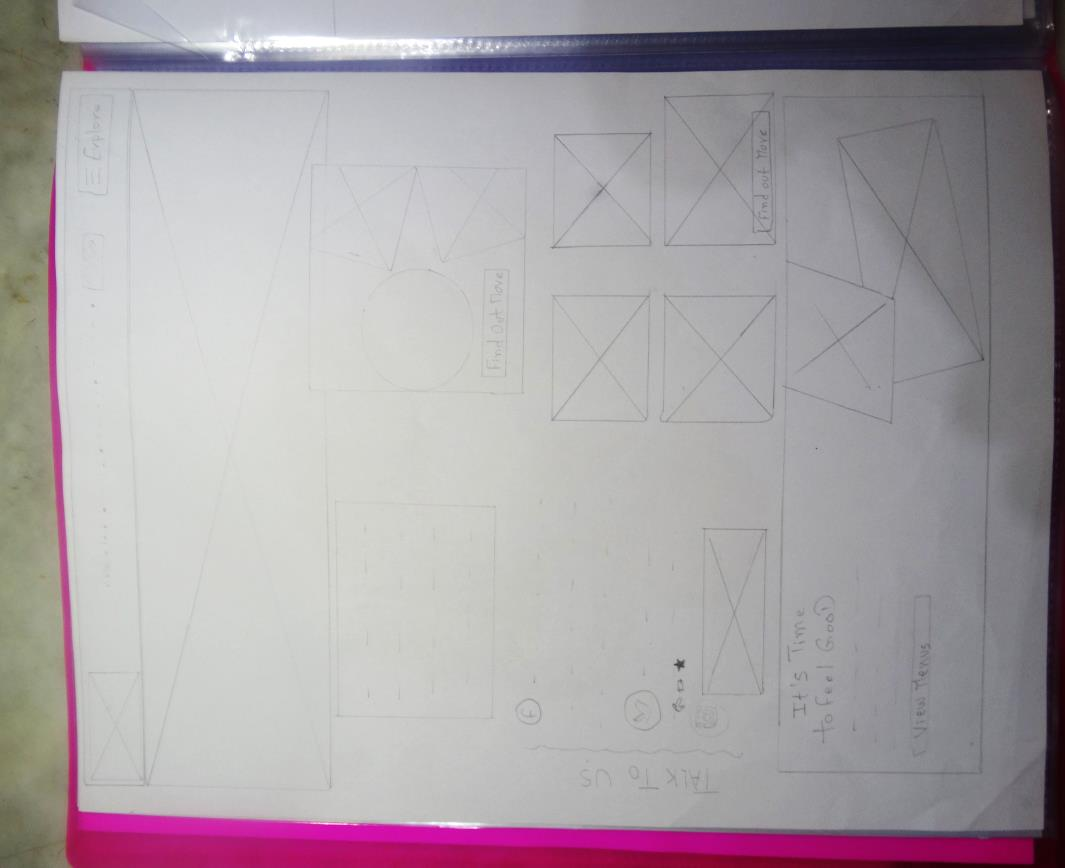 Explore
Find Out More
f
TALK TO US
Find out More
It's Time
to Feel Good
View Menus